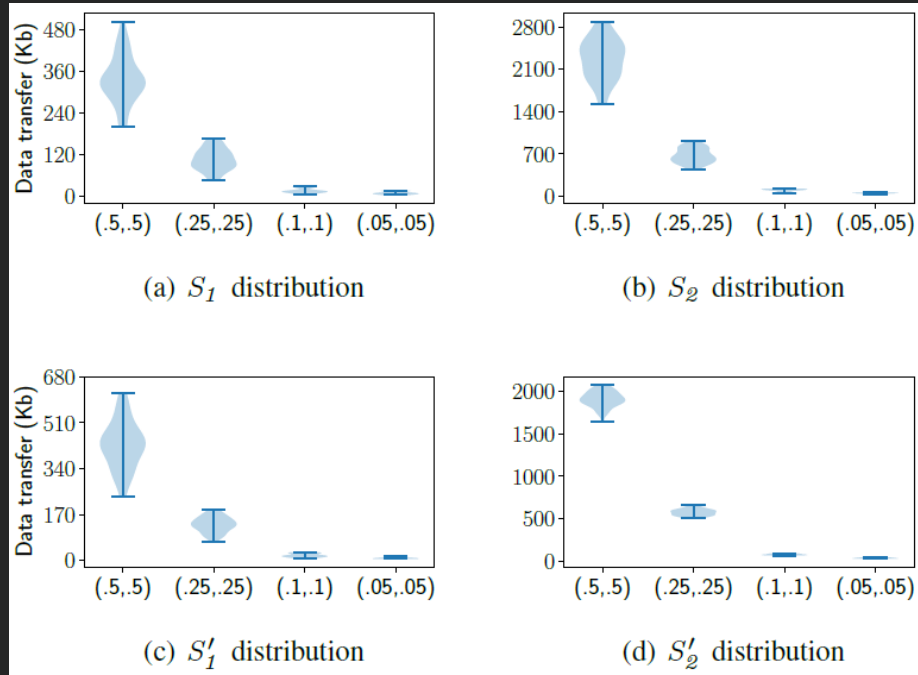 Data transfer (Kb)
480
360
240
120
0
(.5,.5) (.25,.25) (.1,.1) (.05,.05)
(a) S1 distribution
2800
2100
1400
700
0
(.5,.5) (.25,.25) (.1,.1) (.05,.05)
(b) S2 distribution
Data transfer (Kb)
680
510
340
170
0
(.5,.5) (.25,.25) (.1,.1) (.05,.05)
(c) S′1 distribution
2000
1500
1000
500
0
(.5,.5) (.25,.25) (.1,.1) (.05,.05)
(d) S′2 distribution